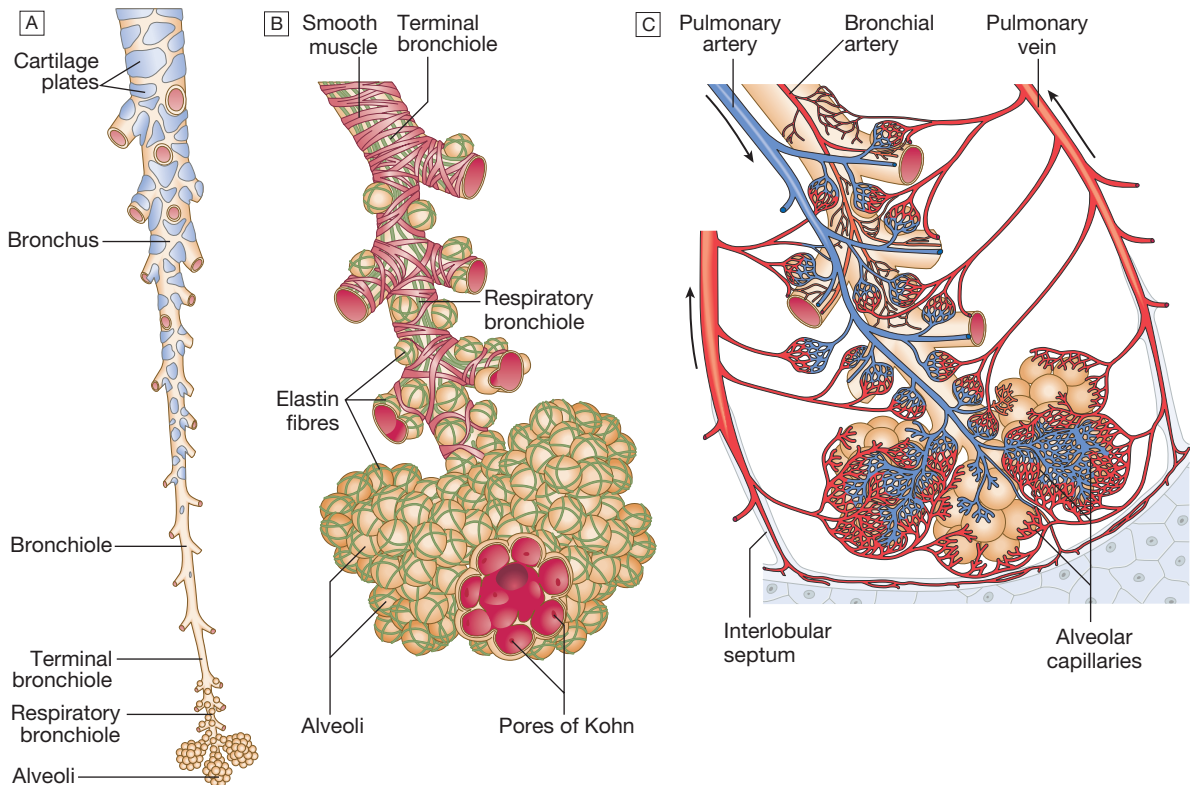 A
Cartilage
plates
Bronchus
Bronchiole
Terminal
bronchiole
Respiratory
bronchiole
Alveoli
B
Smooth
muscle
Terminal
bronchiole
Respiratory
bronchiole
Elastin
fibres
Alveoli
Pores of Kohn
C
Pulmonary
artery
Bronchial
artery
Pulmonary
vein
Interlobular
septum
Alveolar
capillaries